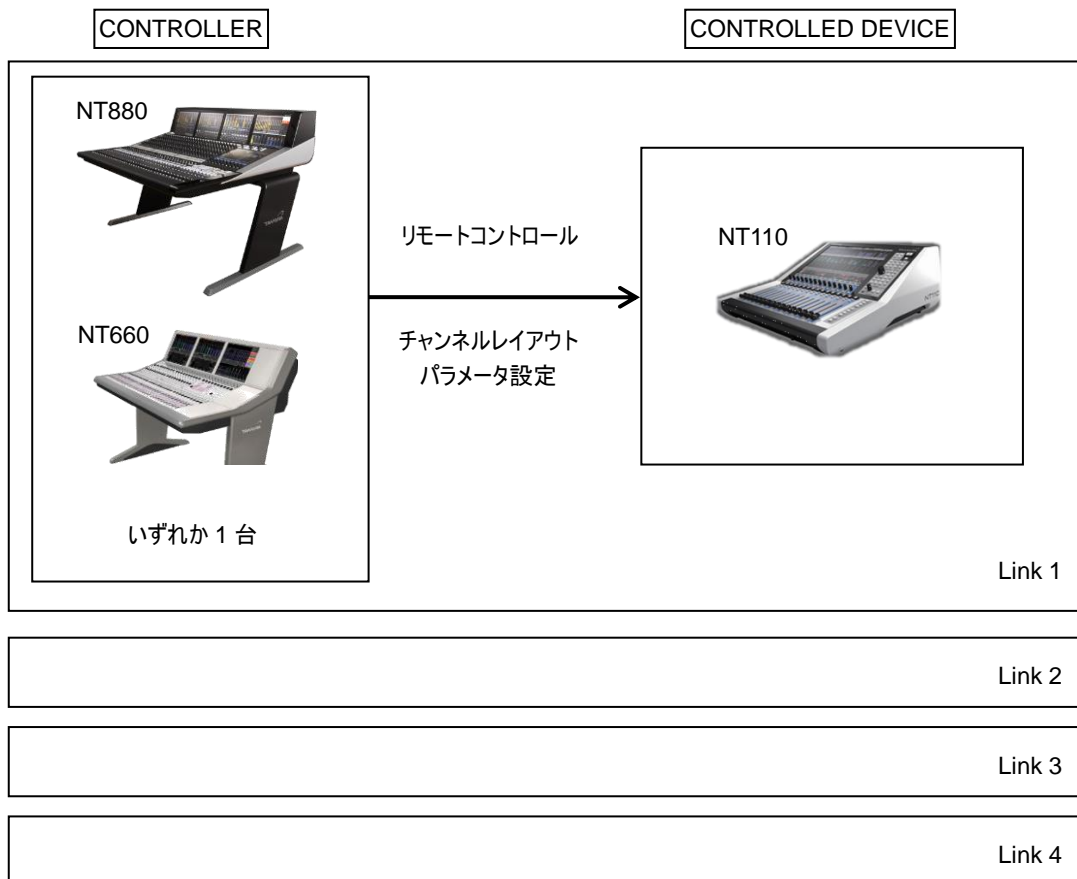 CONTROLLER
CONTROLLED DEVICE
NT880
リモートコントロール
NT110
NT660
チャンネルレイアウト
パラメータ設定
いずれか 1 台
Link 1
Link 2
Link 3
Link 4